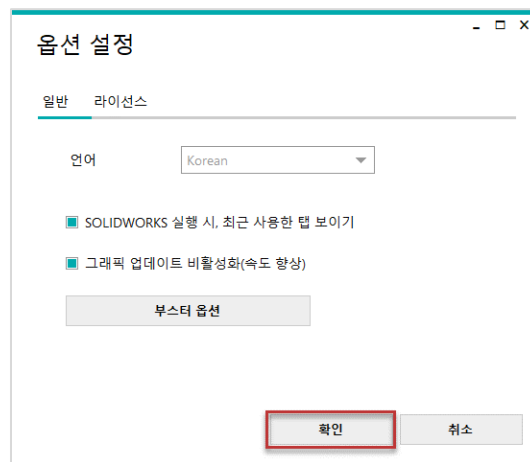 옵션 설정
일반 라이선스
언어 Korean
SOLIDWORKS 실행 시, 최근 사용한 탭 보이기
그래픽 업데이트 비활성화(속도 향상)
부스터 옵션
확인 취소